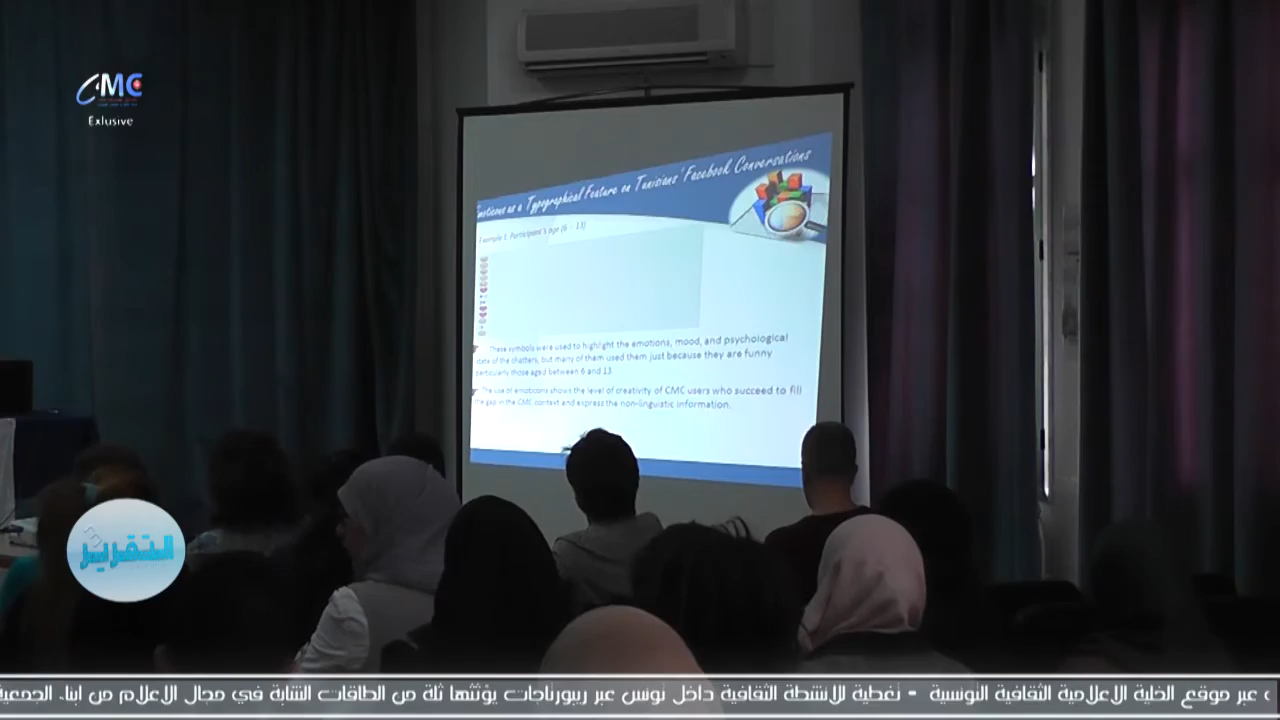 CMC
Exlusive
Emoticons as a Typographical Feature on Tunisians' Facebook Conversations
Example 1: Participant's age (6 - 13)
These symbols were used to highlight the emotions, mood, and psychological
state of the chatters, but many of them used them just because they are funny
particularly those aged between 6 and 13.
The use of emoticons shows the level of creativity of CMC users who succeed to fill
the gap in the CMC context and express the non-linguistic information.
التقرير
عبر موقع الخلية الاعلامية الثقافية التونسية - تغطية للانشطة الثقافية داخل تونس عبر ريبورتاجات يؤثثها ثلة من الطاقات الشابة في مجال الاعلام من ابناء الجمعية